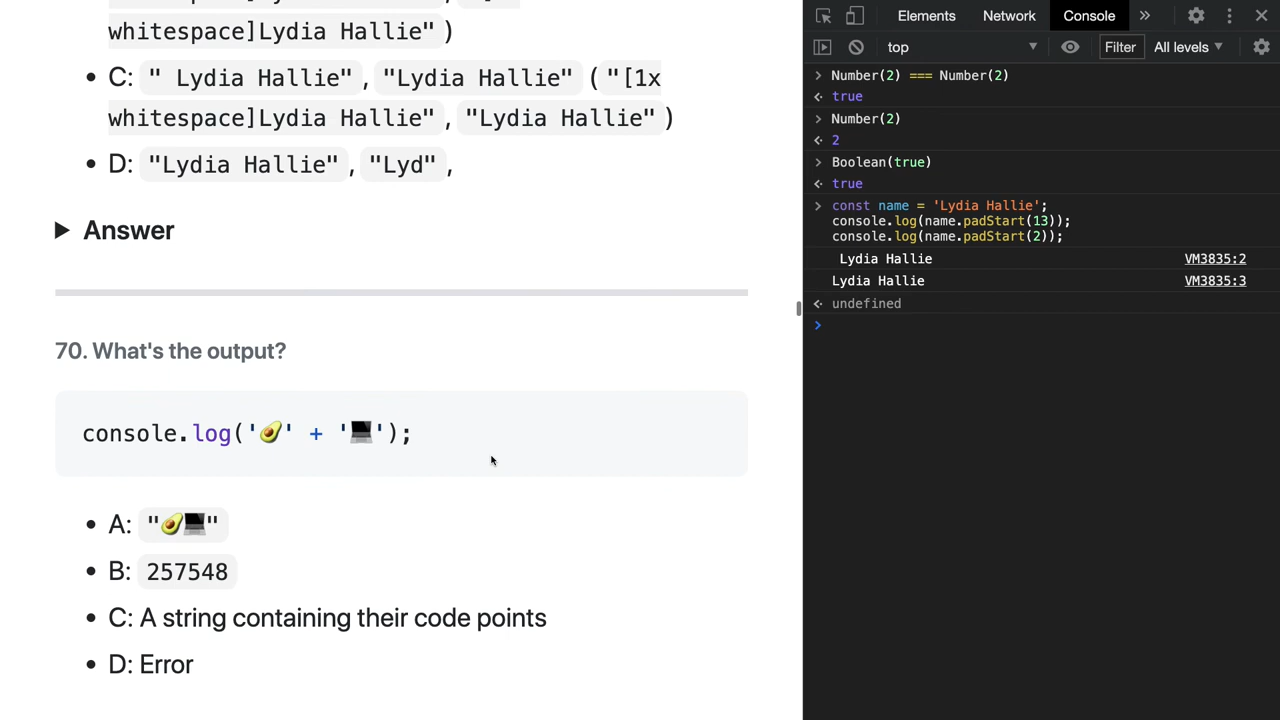 whitespace]Lydia Hallie")
• C: " Lydia Hallie", "Lydia Hallie" ("[1x
whitespace]Lydia Hallie", "Lydia Hallie")
• D: "Lydia Hallie", "Lyd",
▶ Answer
70. What's the output?
console.log('🥑' + '💻');
• A: "🥑💻"
• B: 257548
• C: A string containing their code points
• D: Error
Elements Network Console »
top ▼ Filter All levels ▼
> Number(2) === Number(2)
<· true
> Number(2)
<· 2
> Boolean(true)
<· true
> const name = 'Lydia Hallie';
console.log(name.padStart(13));
console.log(name.padStart(2));
 Lydia Hallie VM3835:2
Lydia Hallie VM3835:3
<· undefined
>